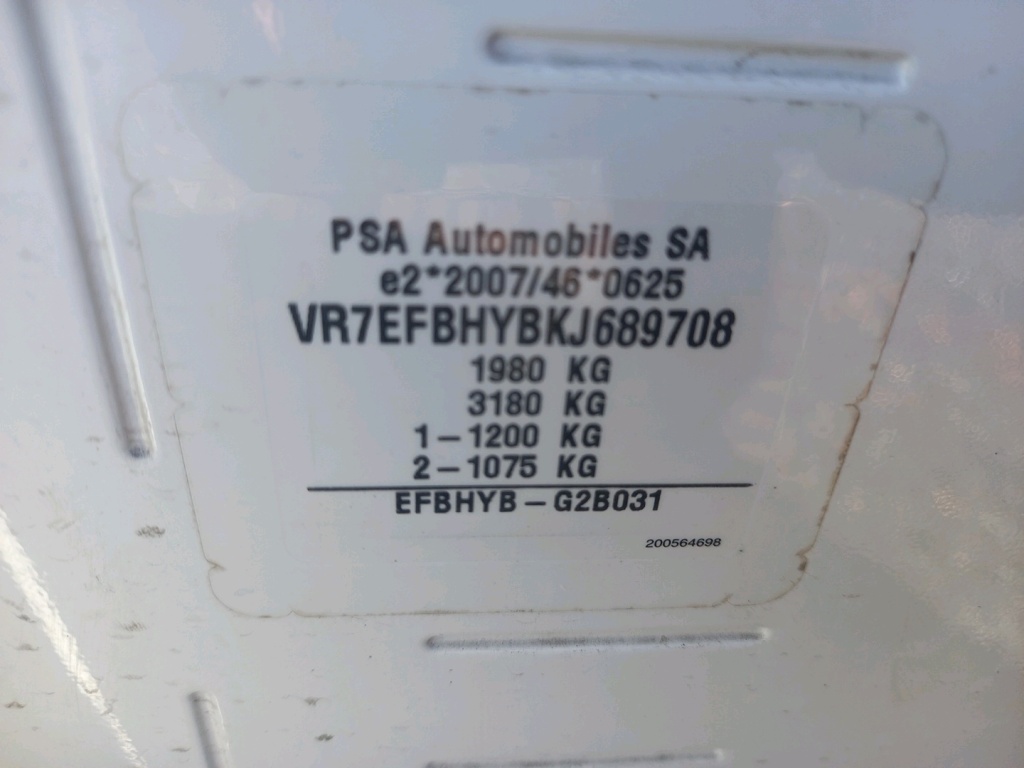 PSA Automobiles SA
e2*2007/46*0625
VR7EFBHYBKJ689708
1980 KG
3180 KG
1-1200 KG
2-1075 KG
EFBHYB-G2B031
200564698